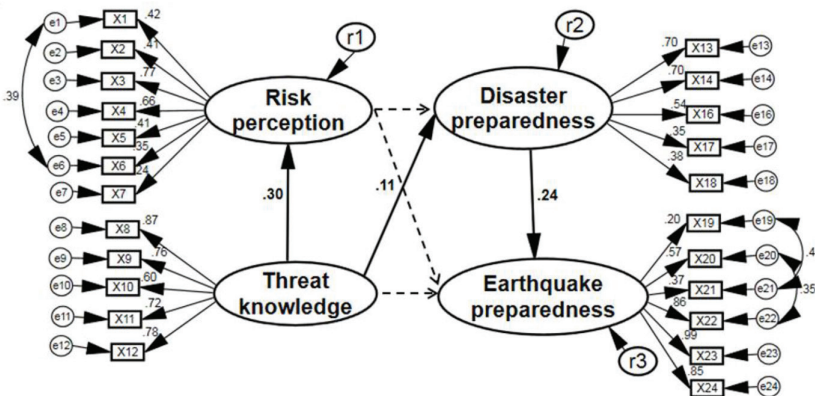 e1 X1 .42
e2 X2 .41
e3 X3 .77
e4 X4 .66
e5 X5 .41
e6 X6 .35
e7 X7 .24
.39
r1
Risk
perception
r2
Disaster
preparedness
.70 X13 e13
.70 X14 e14
.54 X16 e16
.35 X17 e17
.38 X18 e18
.30
.11
.24
e8 X8 .87
e9 X9 .76
e10 X10 .60
e11 X11 .72
e12 X12 .78
Threat
knowledge
Earthquake
preparedness
r3
.20 X19 e19
.57 X20 e20
.37 X21 e21
.86 X22 e22
.99 X23 e23
.85 X24 e24
.35